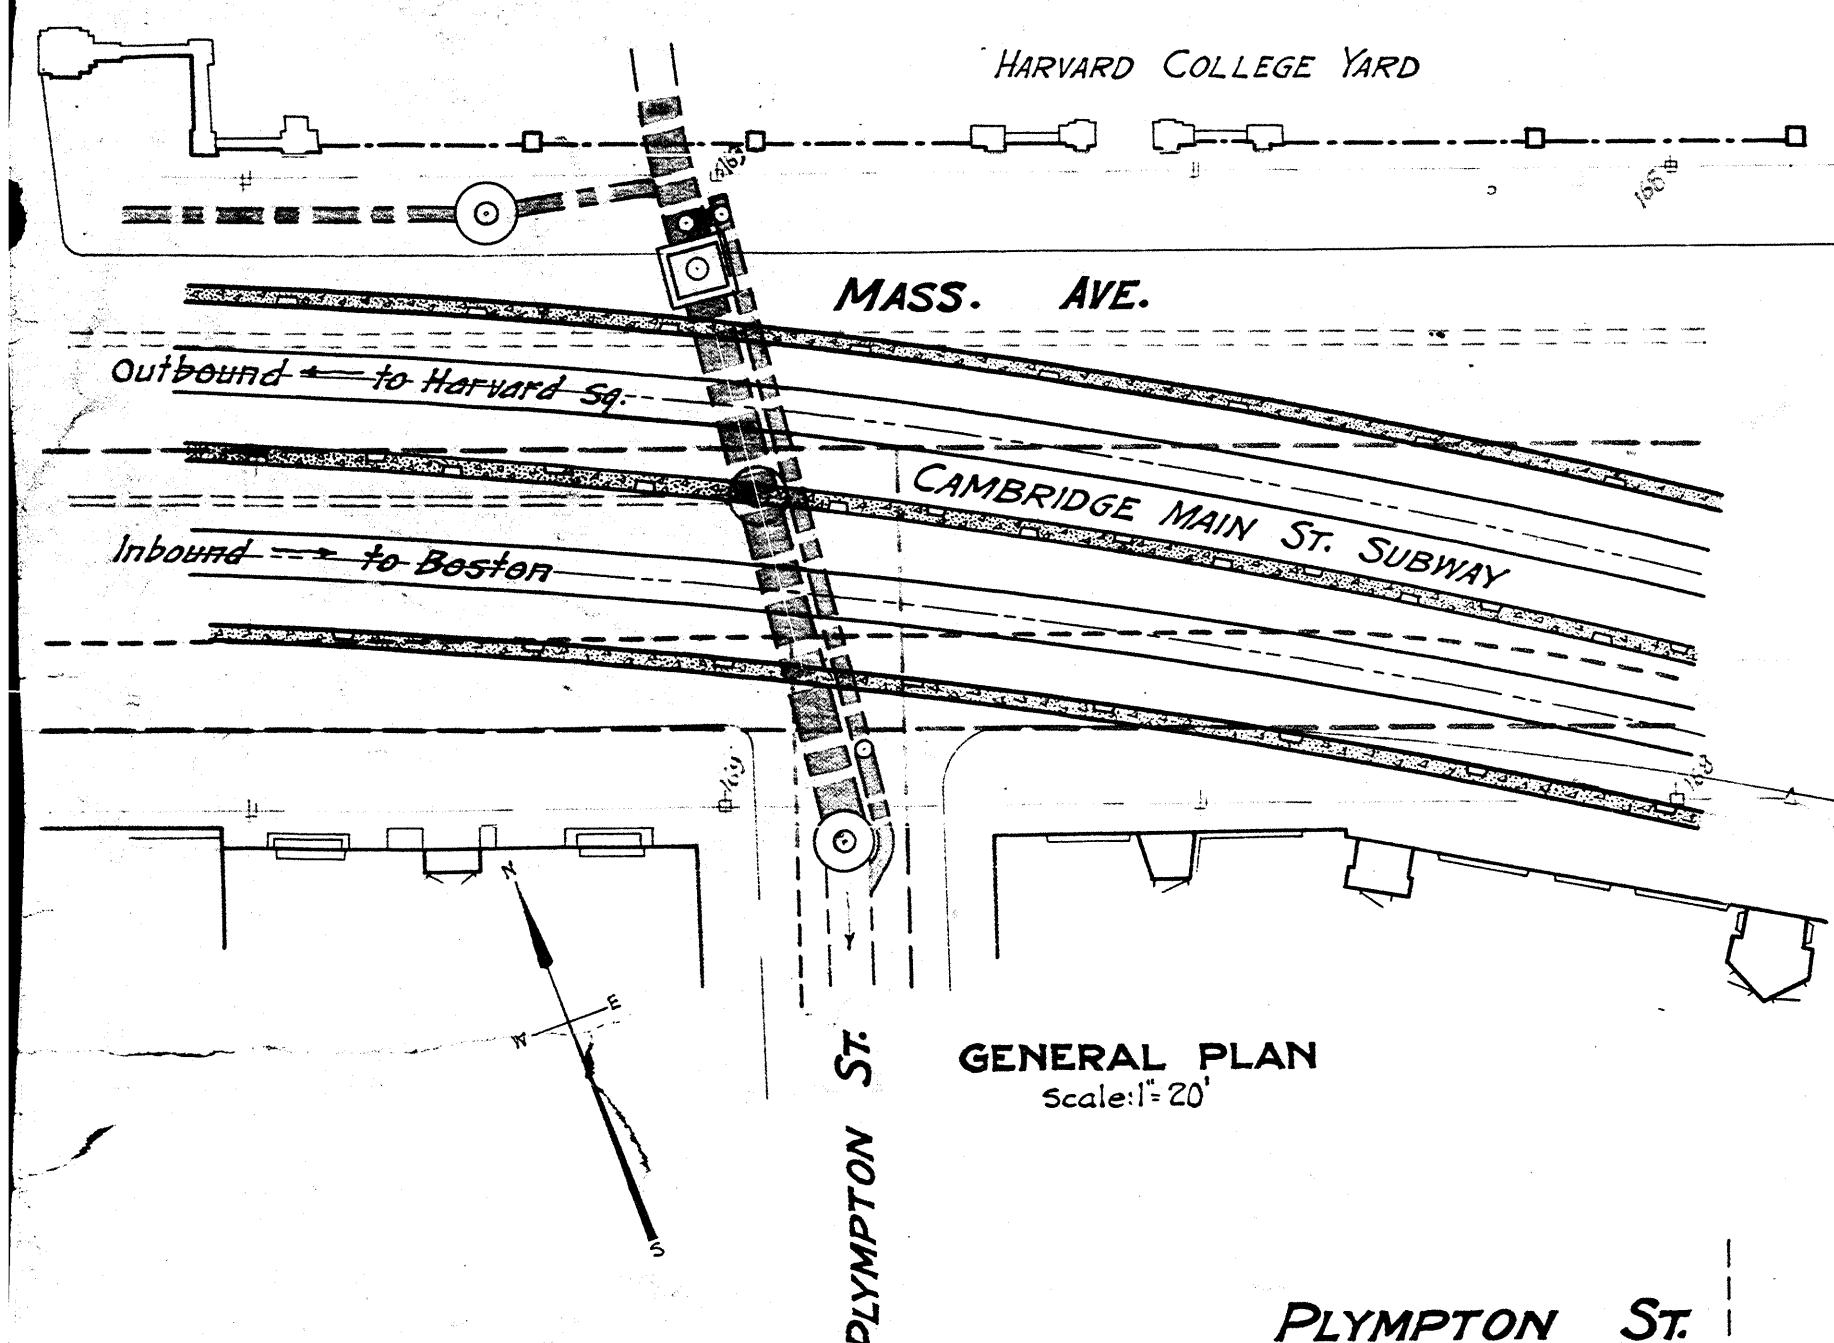 HARVARD COLLEGE YARD
MASS. AVE.
Outbound ← to Harvard Sq.
CAMBRIDGE MAIN ST. SUBWAY
Inbound → to Boston
N
E
W
S
GENERAL PLAN
Scale: 1" = 20'
PLYMPTON ST.
PLYMPTON ST.